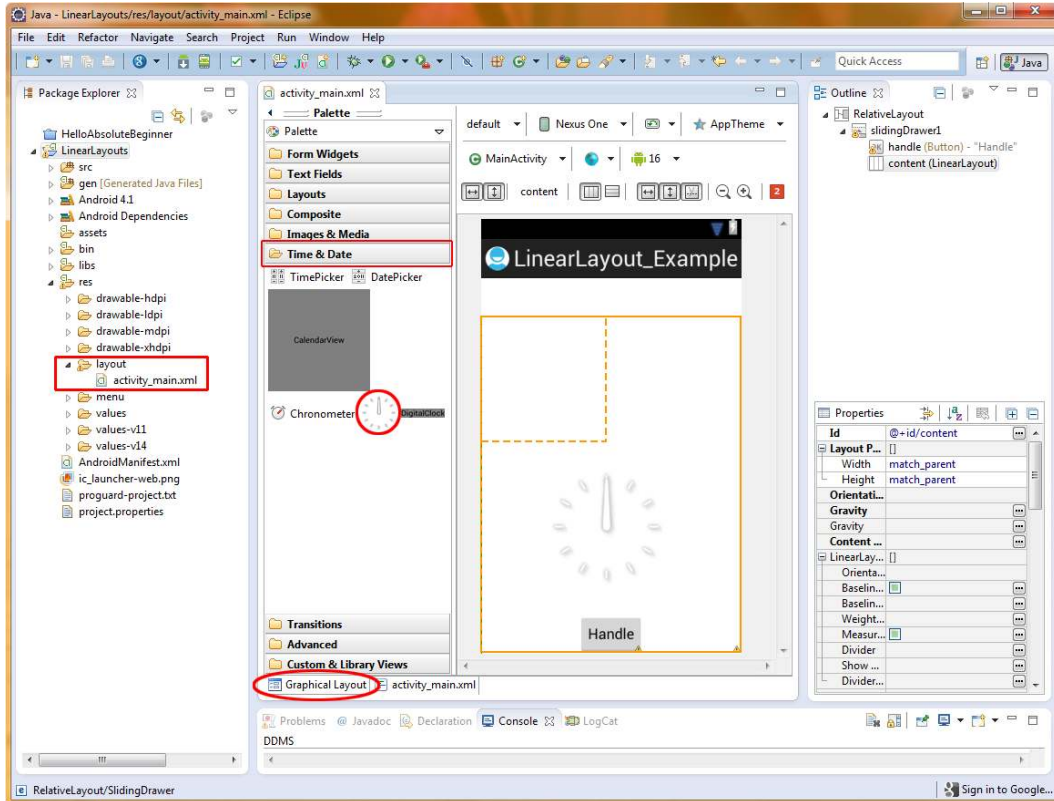 Java - LinearLayouts/res/layout/activity_main.xml - Eclipse
File Edit Refactor Navigate Search Project Run Window Help
Quick Access
Java
Package Explorer
HelloAbsoluteBeginner
LinearLayouts
src
gen [Generated Java Files]
Android 4.1
Android Dependencies
assets
bin
libs
res
drawable-hdpi
drawable-ldpi
drawable-mdpi
drawable-xhdpi
layout
activity_main.xml
menu
values
values-v11
values-v14
AndroidManifest.xml
ic_launcher-web.png
proguard-project.txt
project.properties
activity_main.xml
Palette
Palette
Form Widgets
Text Fields
Layouts
Composite
Images & Media
Time & Date
TimePicker DatePicker
CalendarView
Chronometer DigitalClock
Transitions
Advanced
Custom & Library Views
Graphical Layout activity_main.xml
default Nexus One AppTheme
MainActivity 16
content 2
LinearLayout_Example
Handle
Outline
RelativeLayout
slidingDrawer1
handle (Button) - "Handle"
content (LinearLayout)
Properties
Id @+id/content
Layout P... []
Width match_parent
Height match_parent
Orientati...
Gravity
Gravity
Content ...
LinearLay... []
Orienta...
Baselin...
Baselin...
Weight...
Measur...
Divider
Show ...
Divider...
Problems @ Javadoc Declaration Console LogCat
DDMS
RelativeLayout/SlidingDrawer
Sign in to Google...